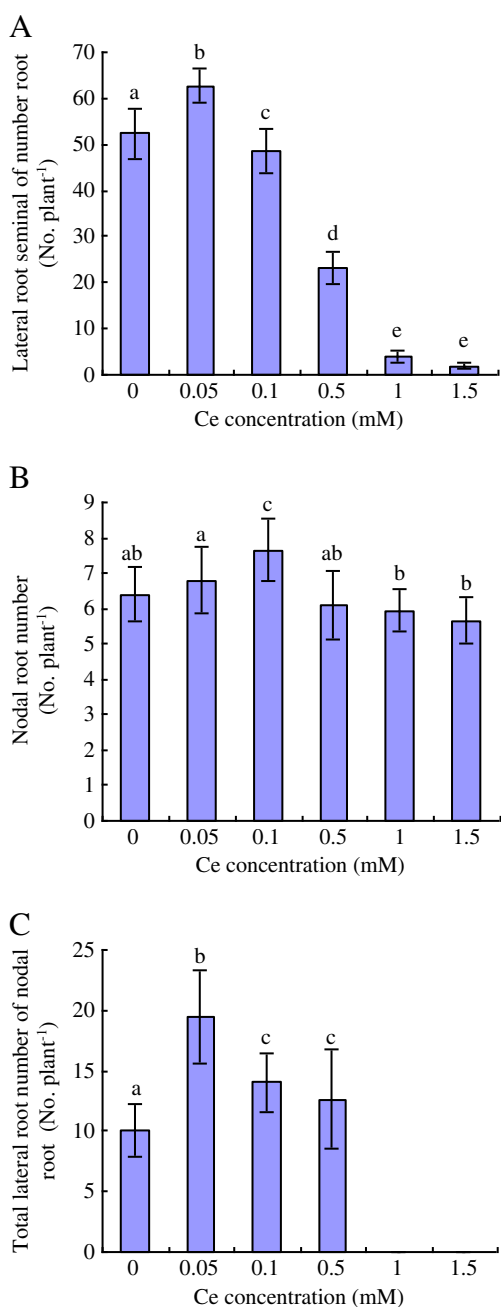 A
Lateral root seminal of number root
(No. plant⁻¹)
70
60
50
40
30
20
10
0
a
b
c
d
e
e
0 0.05 0.1 0.5 1 1.5
Ce concentration (mM)
B
Nodal root number
(No. plant⁻¹)
9
8
7
6
5
4
3
2
1
0
ab
a
c
ab
b
b
0 0.05 0.1 0.5 1 1.5
Ce concentration (mM)
C
Total lateral root number of nodal
root (No. plant⁻¹)
25
20
15
10
5
0
a
b
c
c
0 0.05 0.1 0.5 1 1.5
Ce concentration (mM)